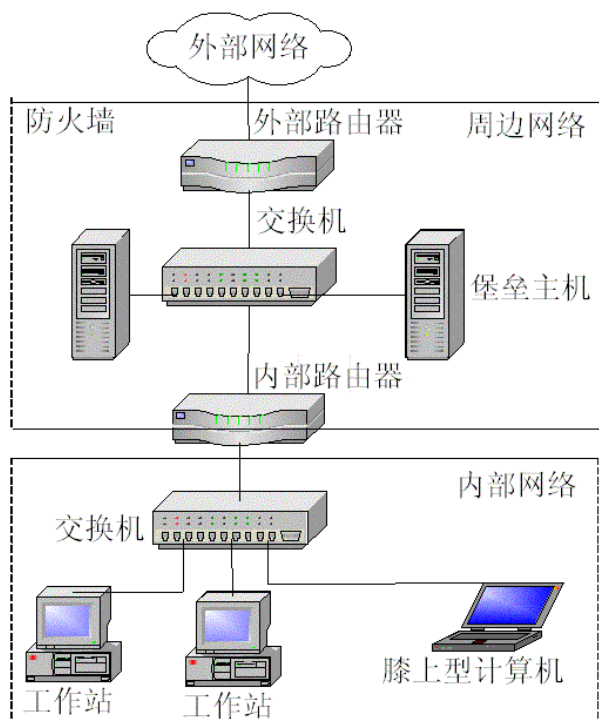 外部网络
防火墙
外部路由器
周边网络
交换机
堡垒主机
内部路由器
内部网络
交换机
膝上型计算机
工作站
工作站